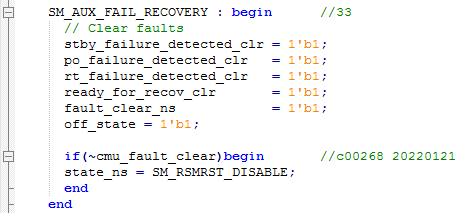 SM_AUX_FAIL_RECOVERY : begin //33
// Clear faults
stby_failure_detected_clr = 1'b1;
po_failure_detected_clr = 1'b1;
rt_failure_detected_clr = 1'b1;
ready_for_recov_clr = 1'b1;
fault_clear_ns = 1'b1;
off_state = 1'b1;

if(~cmu_fault_clear)begin //c00268 20220121
state_ns = SM_RSMRST_DISABLE;
end
end